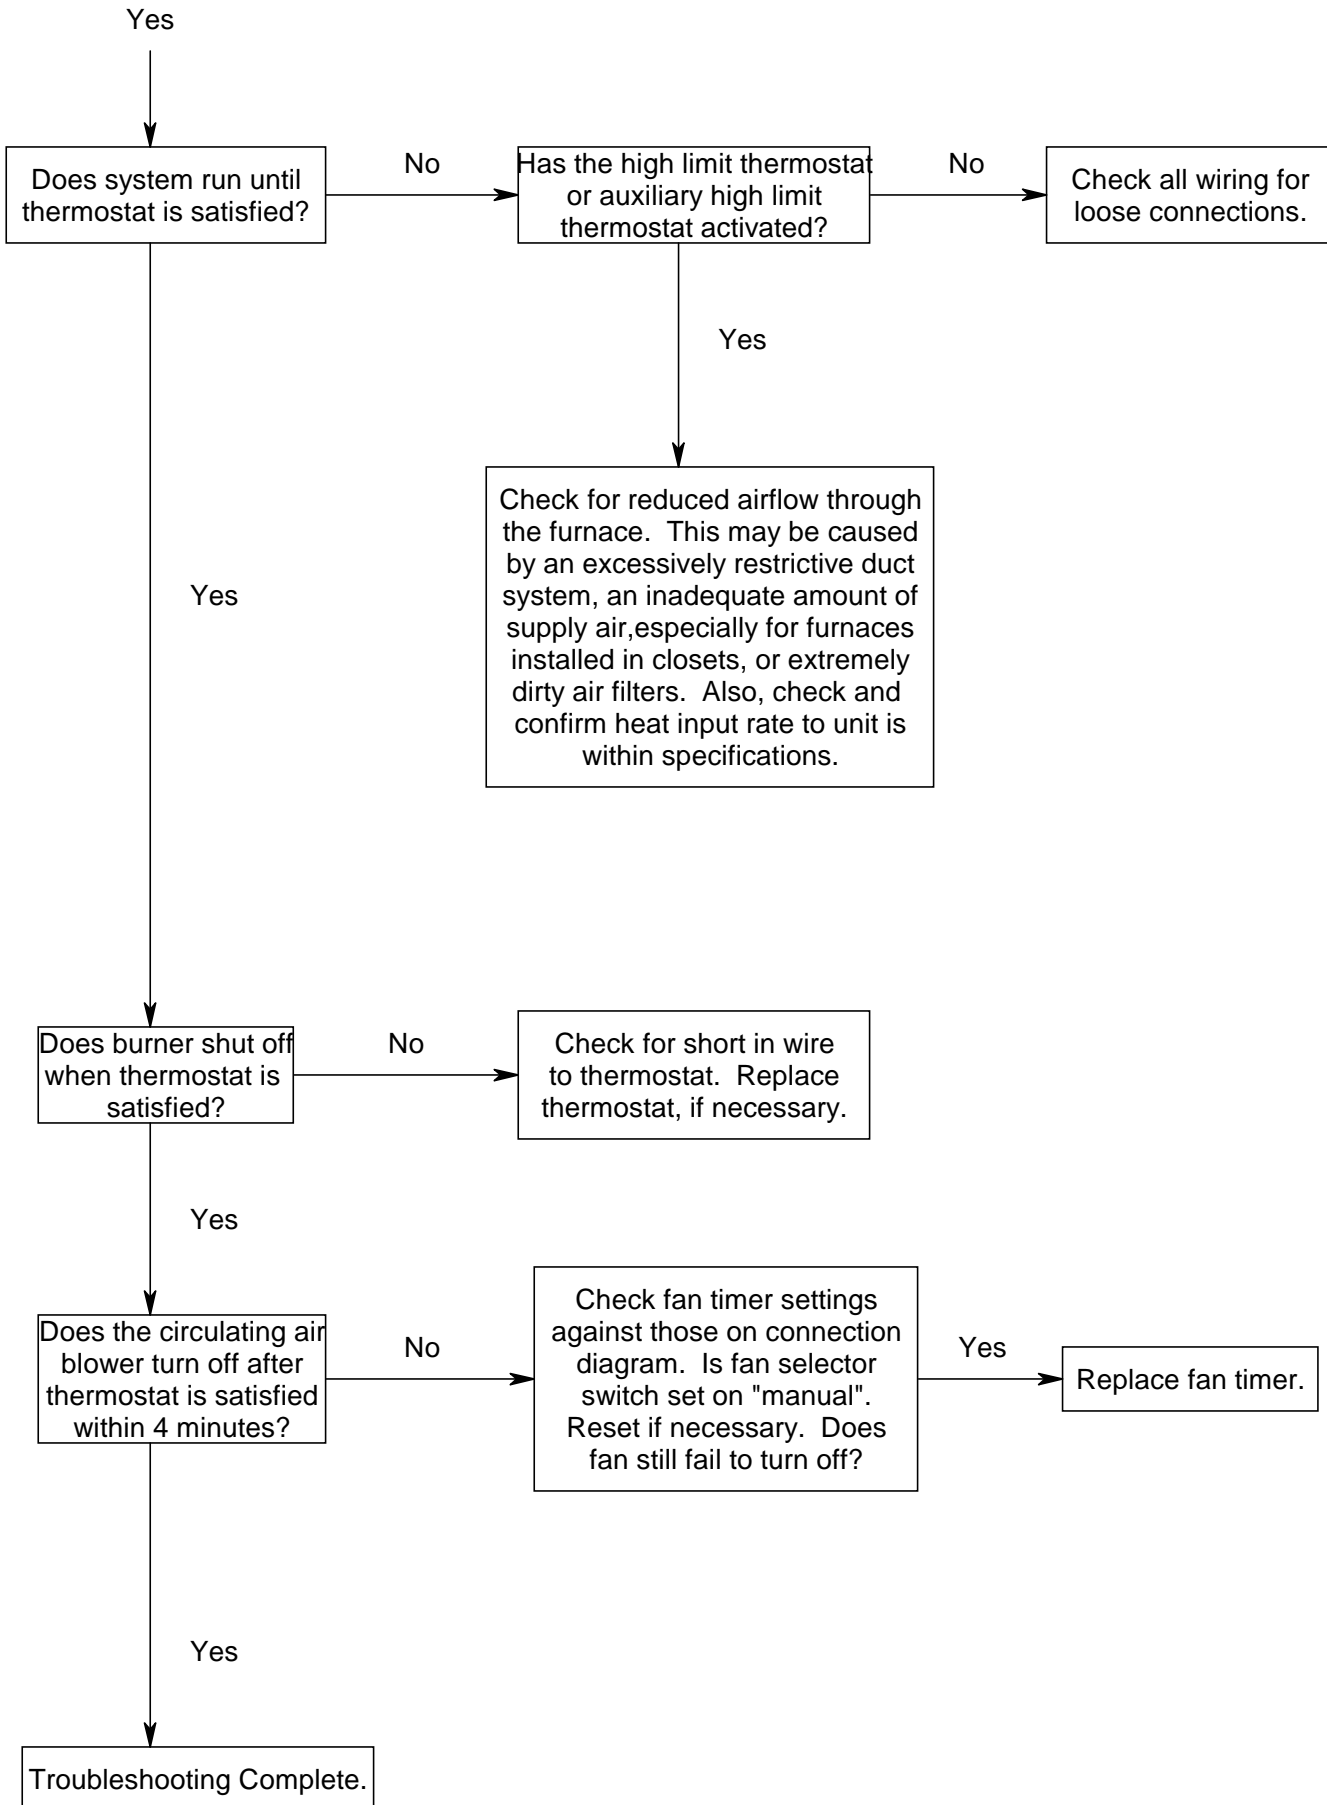 Yes
Does system run until
thermostat is satisfied?
No
Has the high limit thermostat
or auxiliary high limit
thermostat activated?
No
Check all wiring for
loose connections.
Yes
Check for reduced airflow through
the furnace.  This may be caused
by an excessively restrictive duct
system, an inadequate amount of
supply air,especially for furnaces
installed in closets, or extremely
dirty air filters.  Also, check and
confirm heat input rate to unit is
within specifications.
Yes
Does burner shut off
when thermostat is
satisfied?
No
Check for short in wire
to thermostat.  Replace
thermostat, if necessary.
Yes
Does the circulating air
blower turn off after
thermostat is satisfied
within 4 minutes?
No
Check fan timer settings
against those on connection
diagram.  Is fan selector
switch set on "manual".
Reset if necessary.  Does
fan still fail to turn off?
Yes
Replace fan timer.
Yes
Troubleshooting Complete.